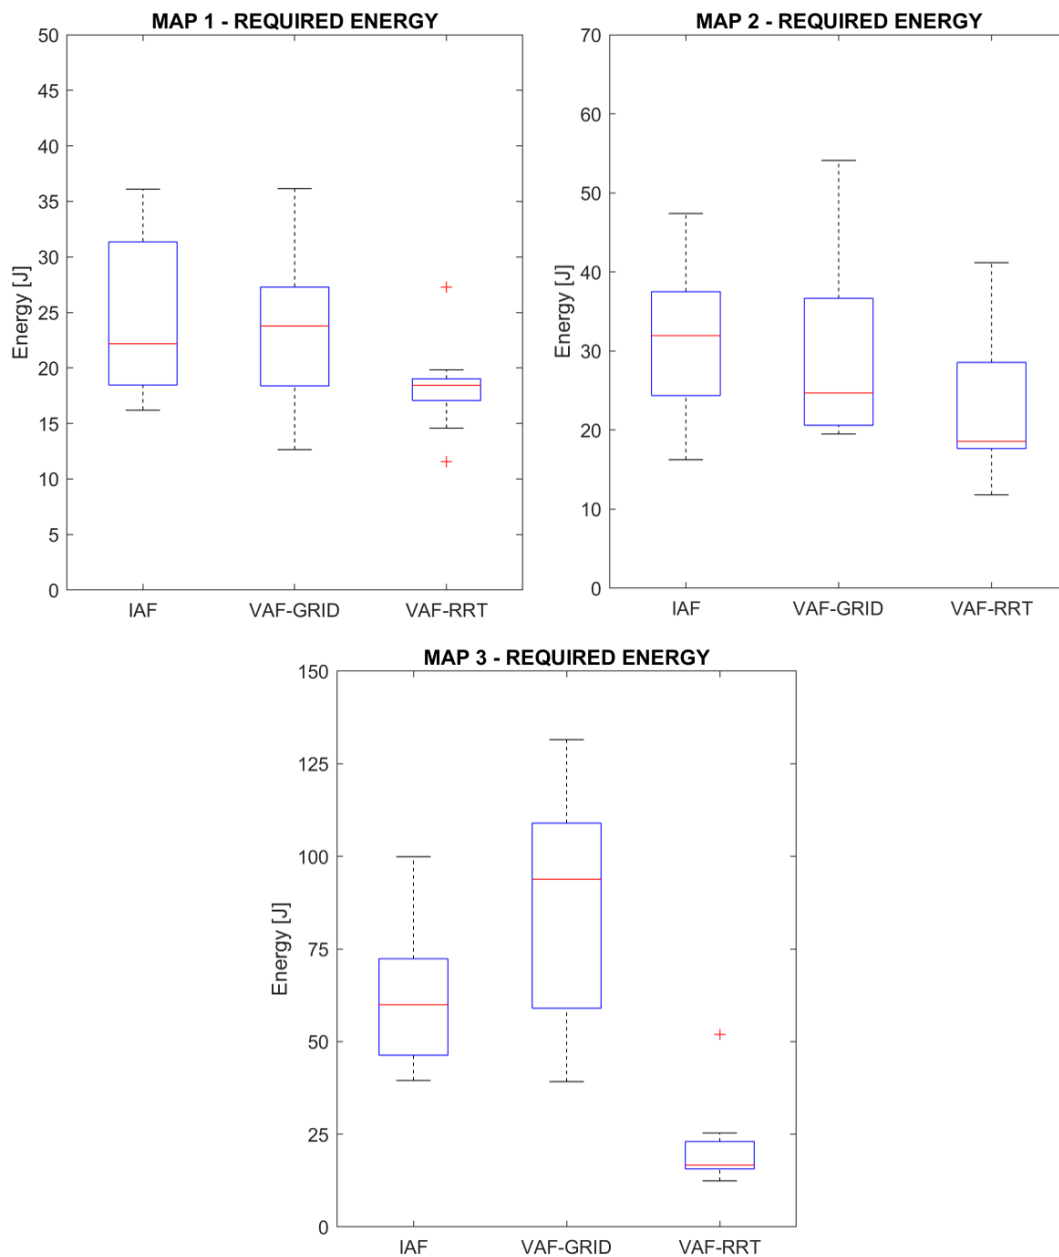 MAP 1 - REQUIRED ENERGY
50
45
40
35
30
25
20
15
10
5
0
Energy [J]
IAF VAF-GRID VAF-RRT
MAP 2 - REQUIRED ENERGY
70
60
50
40
30
20
10
0
Energy [J]
IAF VAF-GRID VAF-RRT
MAP 3 - REQUIRED ENERGY
150
125
100
75
50
25
0
Energy [J]
IAF VAF-GRID VAF-RRT